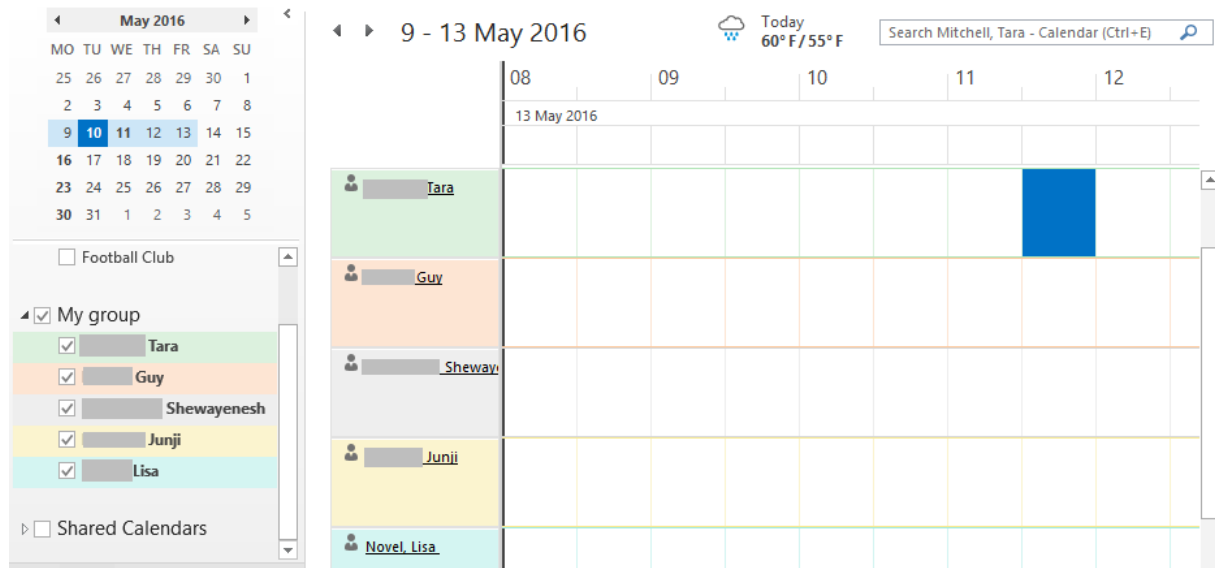 May 2016
MO TU WE TH FR SA SU
25 26 27 28 29 30 1
2 3 4 5 6 7 8
9 10 11 12 13 14 15
16 17 18 19 20 21 22
23 24 25 26 27 28 29
30 31 1 2 3 4 5
Football Club
My group
Tara
Guy
Shewayenesh
Junji
Lisa
Shared Calendars
9 - 13 May 2016
Today
60° F / 55° F
Search Mitchell, Tara - Calendar (Ctrl+E)
08 09 10 11 12
13 May 2016
Tara
Guy
Sheway
Junji
Novel, Lisa